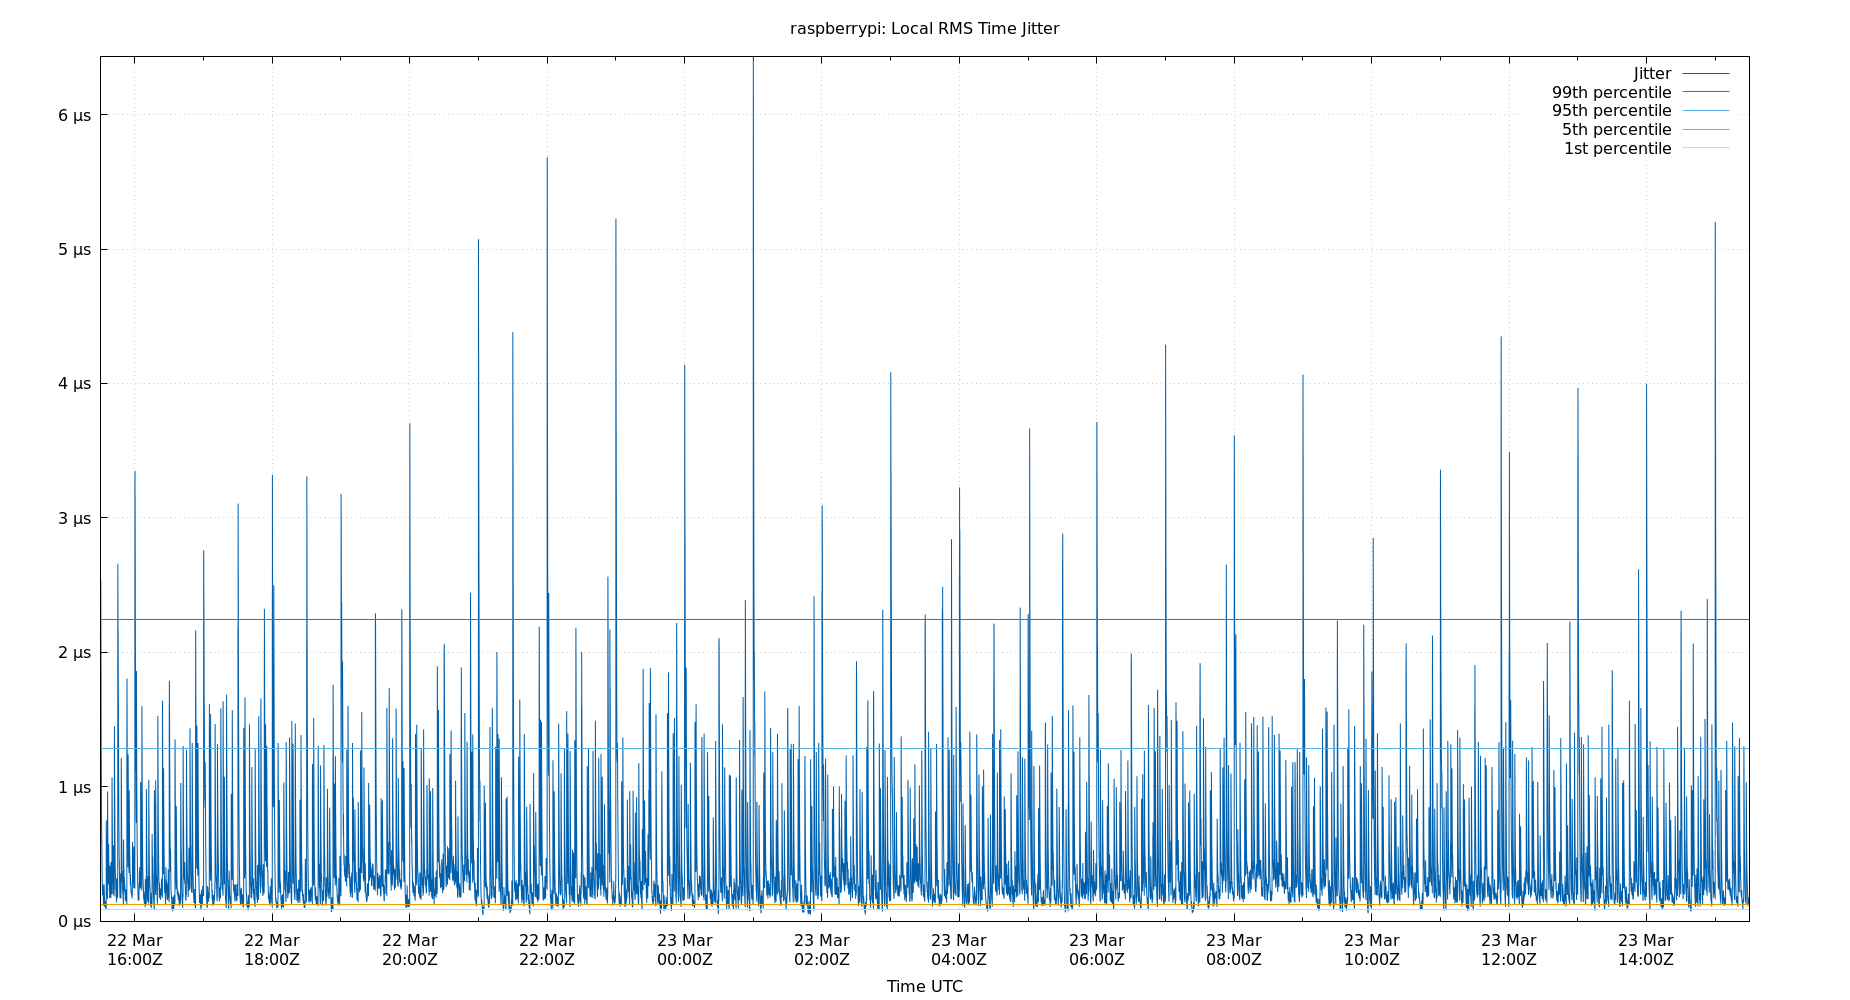 raspberrypi: Local RMS Time Jitter
Jitter
99th percentile
95th percentile
5th percentile
1st percentile
6 µs
5 µs
4 µs
3 µs
2 µs
1 µs
0 µs
22 Mar 22 Mar 22 Mar 22 Mar 23 Mar 23 Mar 23 Mar 23 Mar 23 Mar 23 Mar 23 Mar 23 Mar
16:00Z 18:00Z 20:00Z 22:00Z 00:00Z 02:00Z 04:00Z 06:00Z 08:00Z 10:00Z 12:00Z 14:00Z
Time UTC